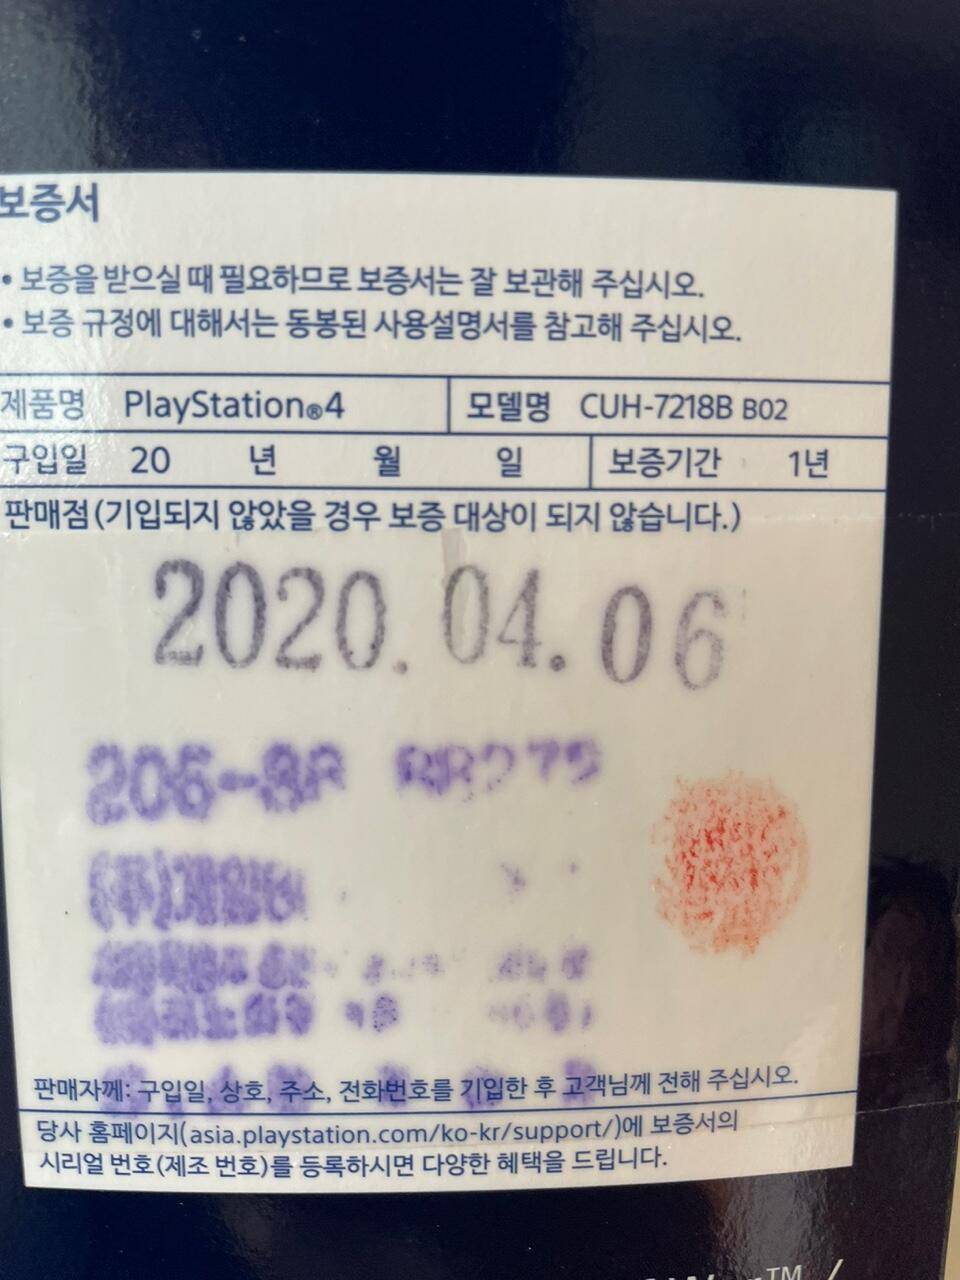 보증서
• 보증을 받으실 때 필요하므로 보증서는 잘 보관해 주십시오.
• 보증 규정에 대해서는 동봉된 사용설명서를 참고해 주십시오.
제품명 PlayStation®4 모델명 CUH-7218B B02
구입일 20 년 월 일 보증기간 1년
판매점(기입되지 않았을 경우 보증 대상이 되지 않습니다.)
2020.04.06
판매자께: 구입일, 상호, 주소, 전화번호를 기입한 후 고객님께 전해 주십시오.
당사 홈페이지(asia.playstation.com/ko-kr/support/)에 보증서의
시리얼 번호(제조 번호)를 등록하시면 다양한 혜택을 드립니다.